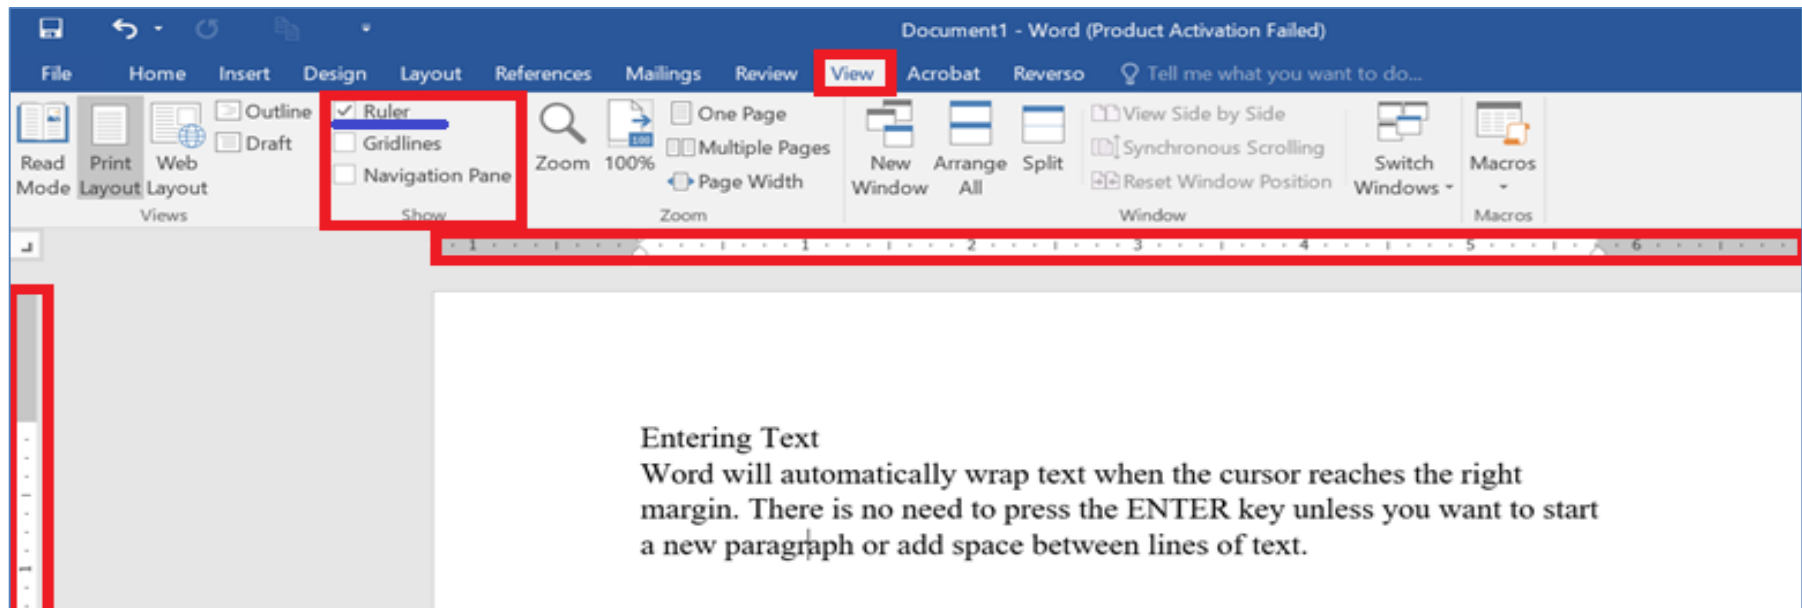 Document1 - Word (Product Activation Failed)
File Home Insert Design Layout References Mailings Review View Acrobat Reverso Tell me what you want to do...
Read Mode
Print Layout
Web Layout
Outline
Draft
Views
Ruler
Gridlines
Navigation Pane
Show
Zoom
100
100%
One Page
Multiple Pages
Page Width
Zoom
New Window
Arrange All
Split
View Side by Side
Synchronous Scrolling
Reset Window Position
Window
Switch Windows
Macros
Macros
1 1 2 3 4 5 6
1
Entering Text
Word will automatically wrap text when the cursor reaches the right
margin. There is no need to press the ENTER key unless you want to start
a new paragraph or add space between lines of text.